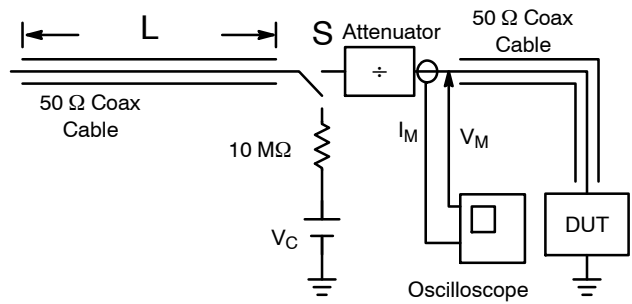 L
S
Attenuator
÷
50 Ω Coax
Cable
50 Ω Coax
Cable
10 MΩ
I_M
V_M
V_C
DUT
Oscilloscope